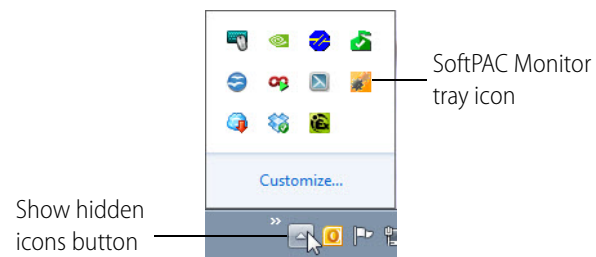 SoftPAC Monitor
tray icon
Customize...
Show hidden
icons button